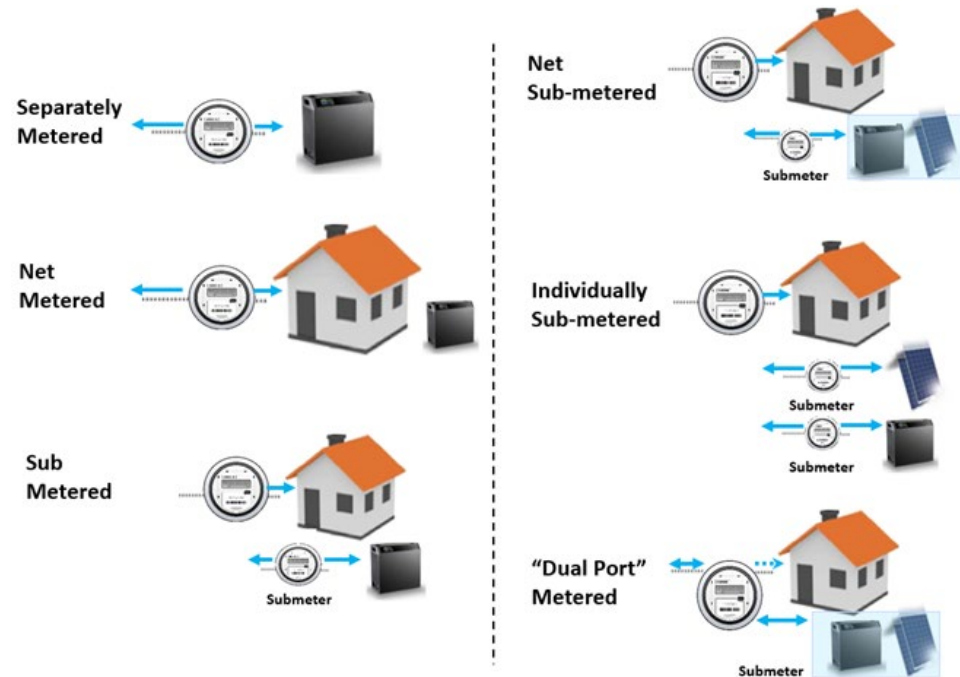 Separately
Metered
Net
Metered
Sub
Metered
Submeter
Net
Sub-metered
Submeter
Individually
Sub-metered
Submeter
Submeter
“Dual Port”
Metered
Submeter